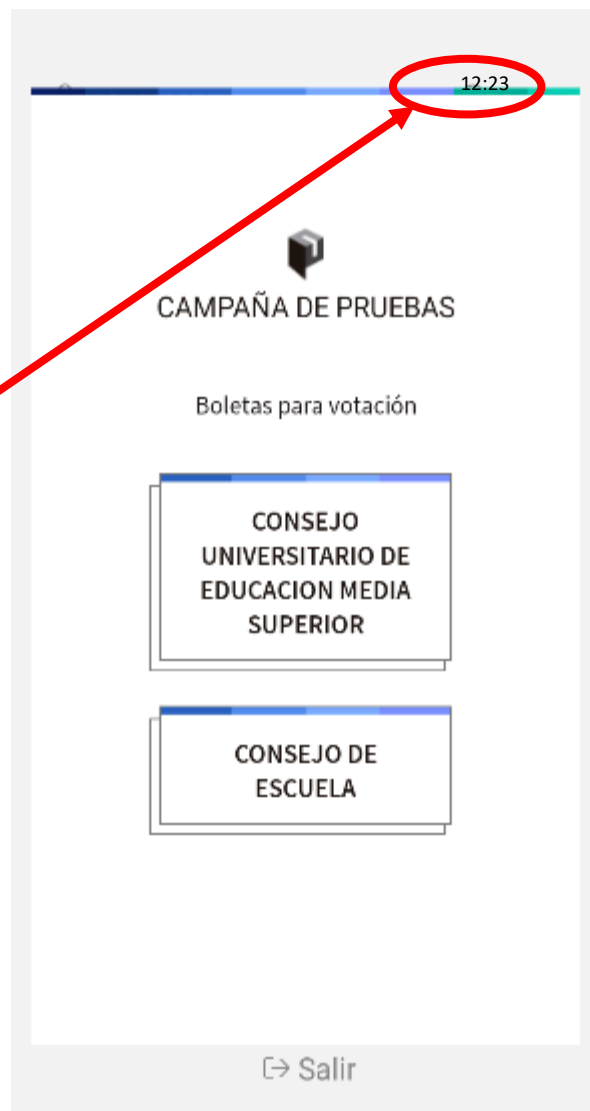 12:23
CAMPAÑA DE PRUEBAS
Boletas para votación
CONSEJO
UNIVERSITARIO DE
EDUCACION MEDIA
SUPERIOR
CONSEJO DE
ESCUELA
Salir